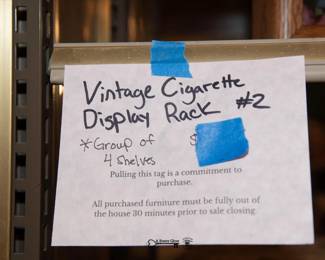 Vintage Cigarette
Display Rack #2
*Group of $
4 Shelves
Pulling this tag is a commitment to
purchase.
All purchased furniture must be fully out of
the house 30 minutes prior to sale closing